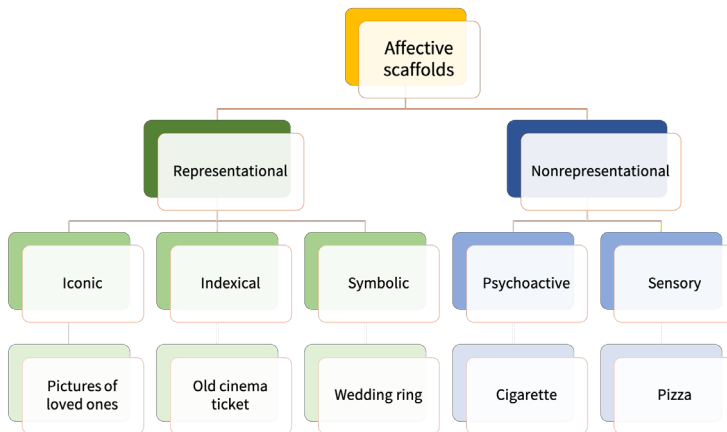 Affective
scaffolds
Representational
Nonrepresentational
Iconic
Indexical
Symbolic
Psychoactive
Sensory
Pictures of
loved ones
Old cinema
ticket
Wedding ring
Cigarette
Pizza